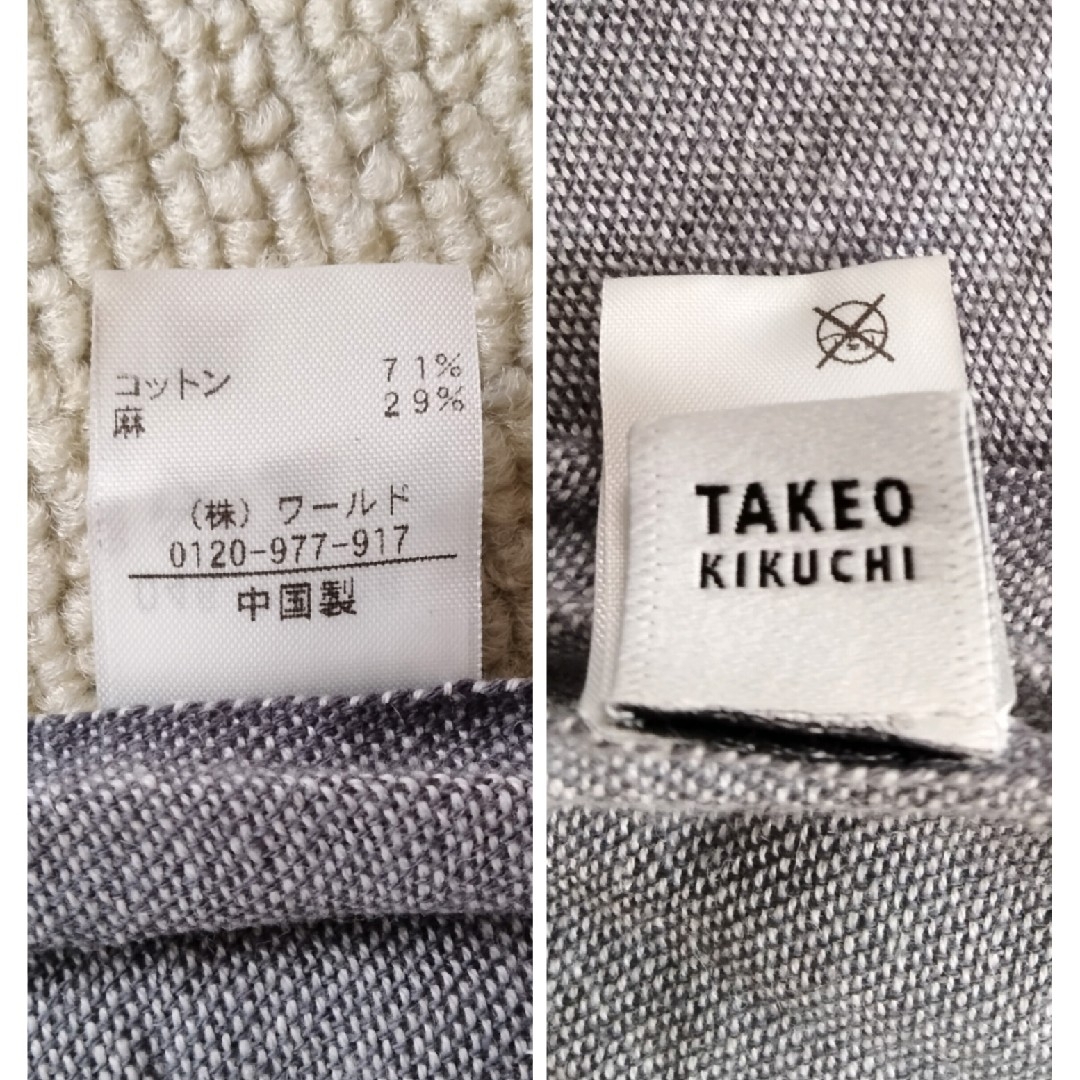 コットン 71%
麻 29%
(株)ワールド
0120-977-917
中国製
TAKEO
KIKUCHI